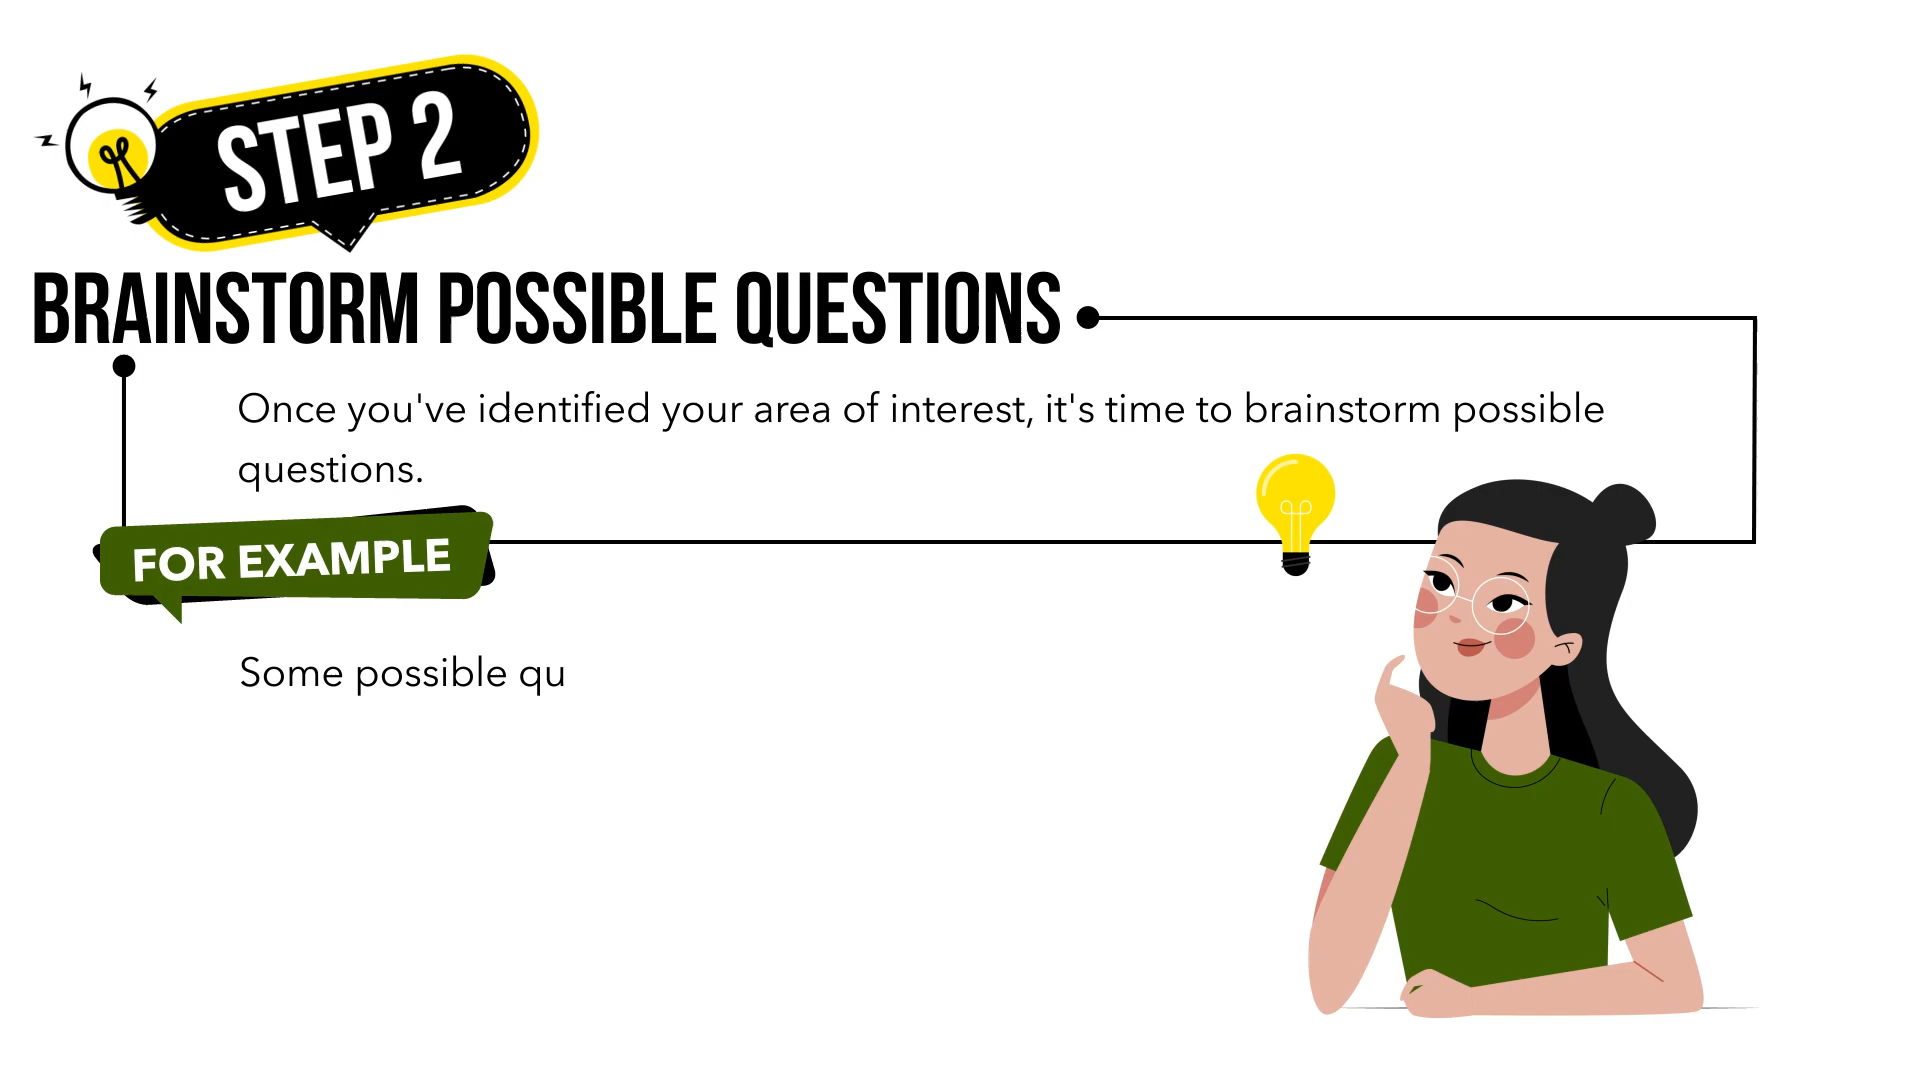 STEP 2
BRAINSTORM POSSIBLE QUESTIONS
Once you've identified your area of interest, it's time to brainstorm possible
questions.
FOR EXAMPLE
Some possible qu